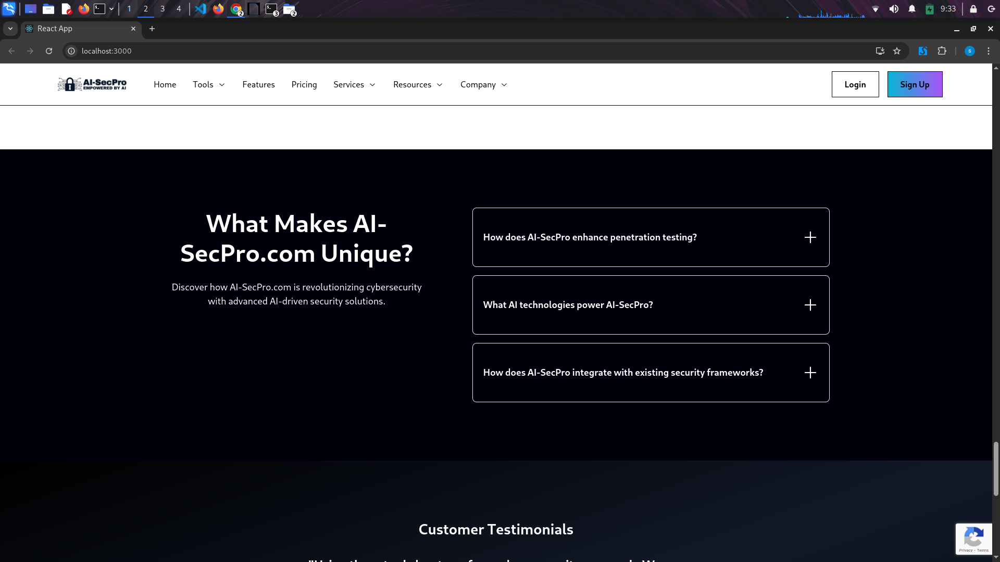 1 2 3 4
2
3
2
9:33
React App
localhost:3000
S
AI-SecPro
EMPOWERED BY AI
Home Tools Features Pricing Services Resources Company Login Sign Up
What Makes AI-
SecPro.com Unique?
Discover how AI-SecPro.com is revolutionizing cybersecurity
with advanced AI-driven security solutions.
How does AI-SecPro enhance penetration testing?
What AI technologies power AI-SecPro?
How does AI-SecPro integrate with existing security frameworks?
Customer Testimonials
Privacy - Terms